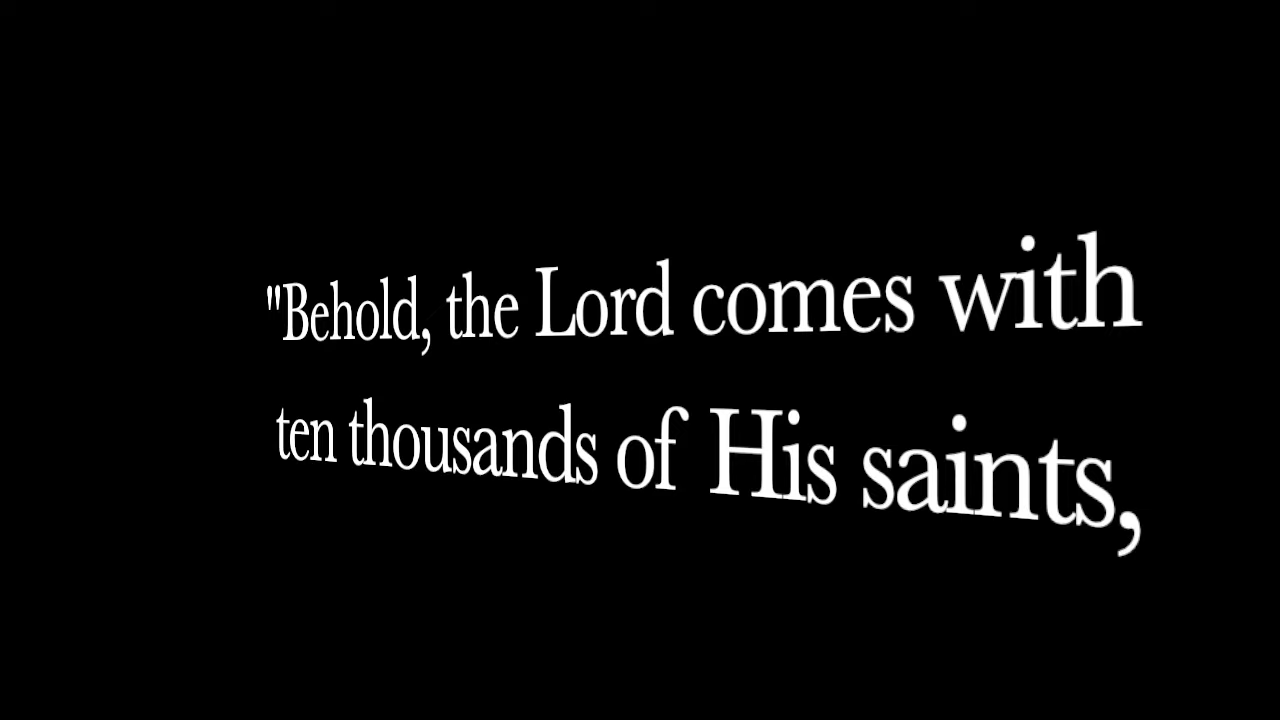 "Behold, the Lord comes with
ten thousands of His saints,